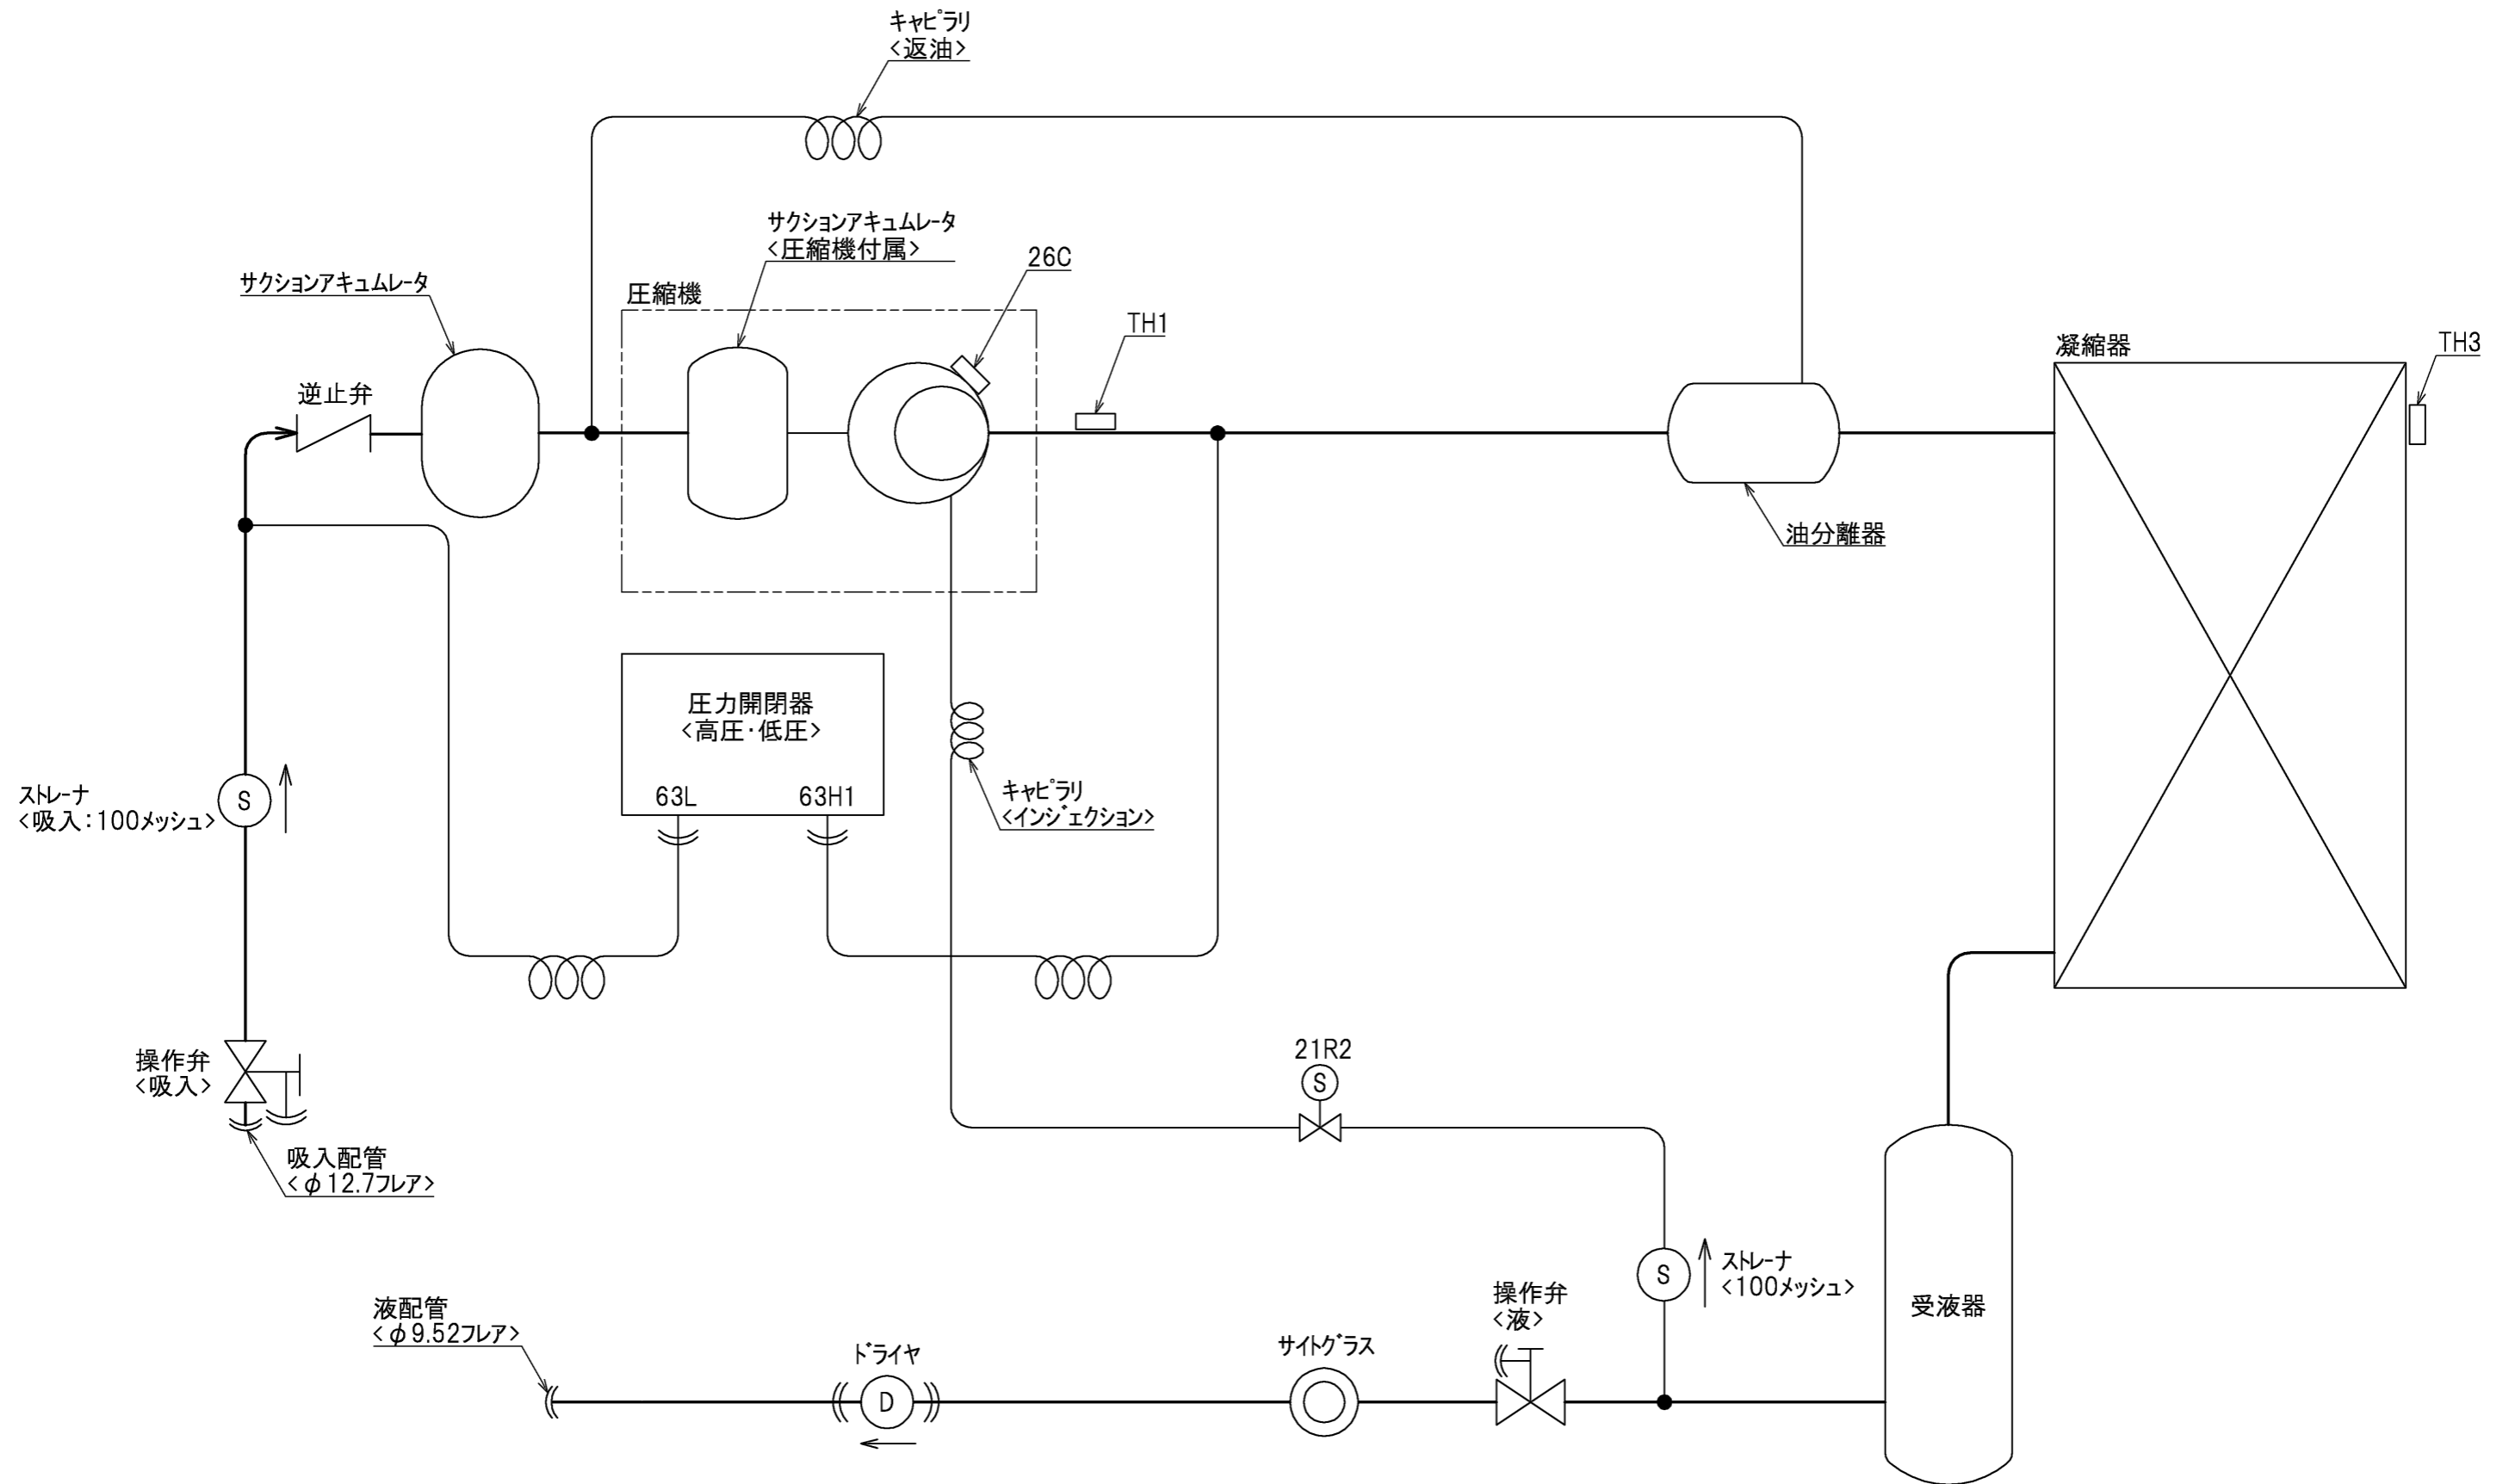 キャピラリ
<返油>
サクションアキュムレータ
<圧縮機付属>
26C
サクションアキュムレータ
圧縮機
TH1
凝縮器
TH3
逆止弁
油分離器
圧力開閉器
<高圧・低圧>
63L
63H1
ストレーナ
<吸入:100メッシュ>
S
キャピラリ
<インジェクション>
操作弁
<吸入>
21R2
S
吸入配管
<φ12.7フレア>
ストレーナ
<100メッシュ>
S
受液器
操作弁
<液>
液配管
<φ9.52フレア>
ドライヤ
D
サイトグラス